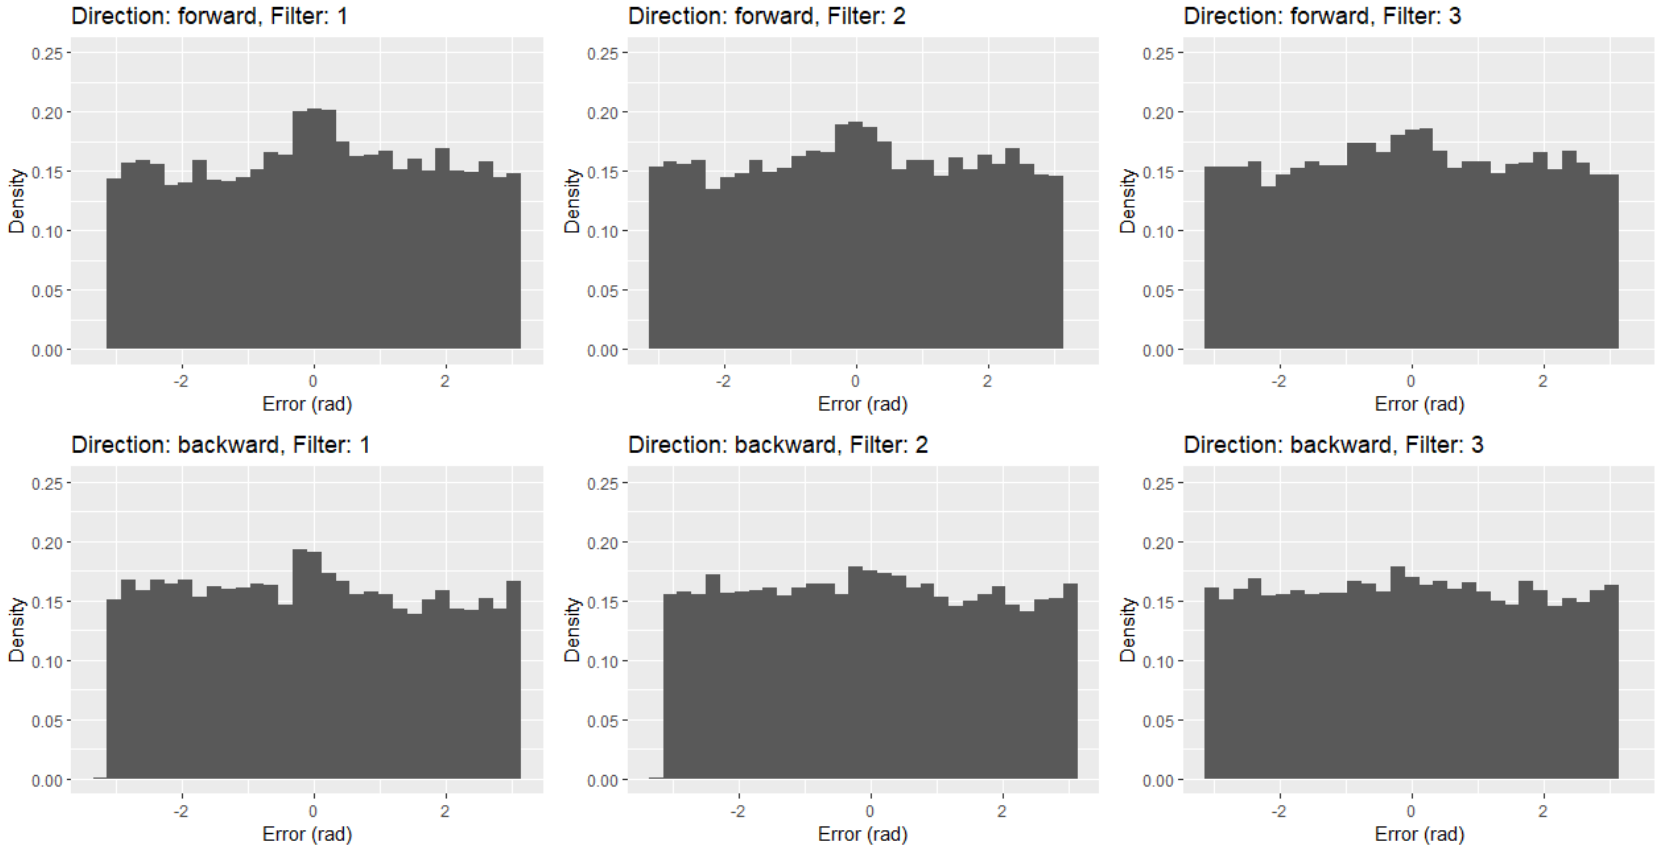 Direction: forward, Filter: 1
0.25
0.20
0.15
0.10
0.05
0.00
Density
-2 0 2
Error (rad)
Direction: forward, Filter: 2
0.25
0.20
0.15
0.10
0.05
0.00
Density
-2 0 2
Error (rad)
Direction: forward, Filter: 3
0.25
0.20
0.15
0.10
0.05
0.00
Density
-2 0 2
Error (rad)
Direction: backward, Filter: 1
0.25
0.20
0.15
0.10
0.05
0.00
Density
-2 0 2
Error (rad)
Direction: backward, Filter: 2
0.25
0.20
0.15
0.10
0.05
0.00
Density
-2 0 2
Error (rad)
Direction: backward, Filter: 3
0.25
0.20
0.15
0.10
0.05
0.00
Density
-2 0 2
Error (rad)